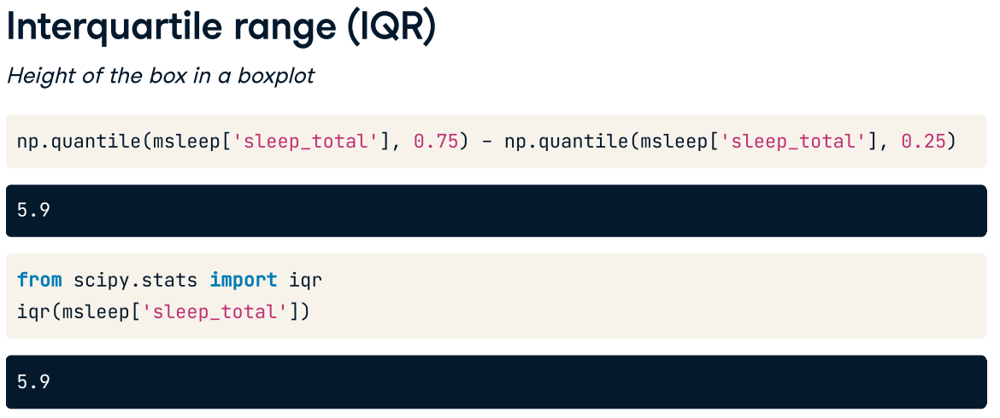 Interquartile range (IQR)
Height of the box in a boxplot
np.quantile(msleep['sleep_total'], 0.75) - np.quantile(msleep['sleep_total'], 0.25)
5.9
from scipy.stats import iqr
iqr(msleep['sleep_total'])
5.9